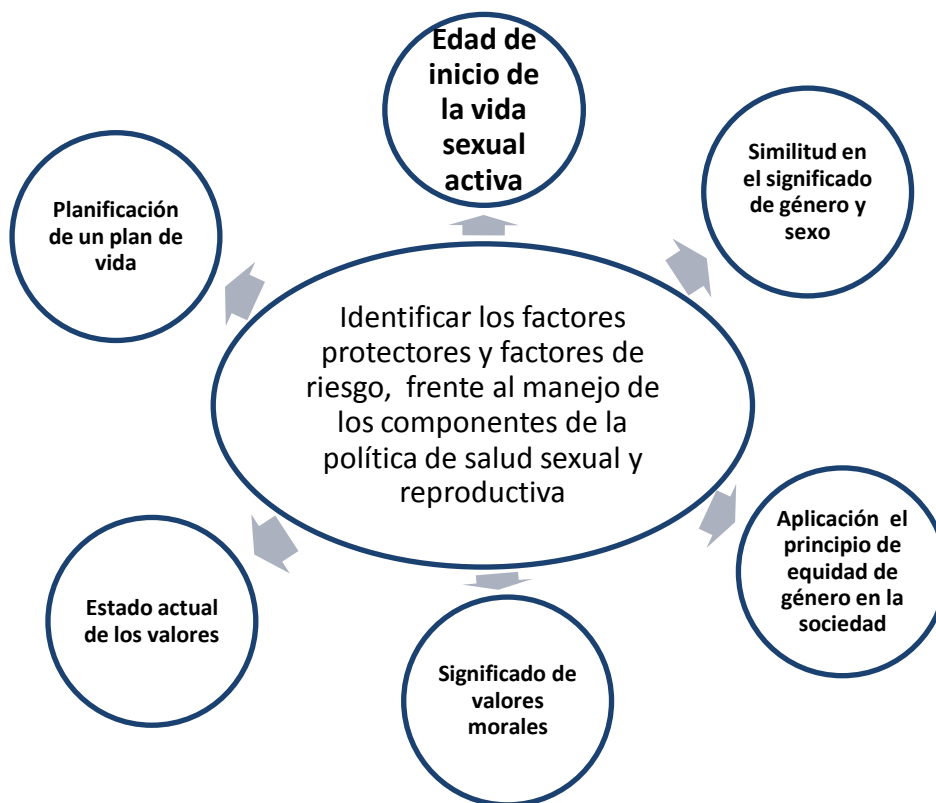 Edad de
inicio de
la vida
sexual
activa
Similitud en
el significado
de género y
sexo
Planificación
de un plan de
vida
Identificar los factores
protectores y factores de
riesgo,  frente al manejo de
los componentes de la
política de salud sexual y
reproductiva
Aplicación  el
principio de
equidad de
género en la
sociedad
Estado actual
de los valores
Significado de
valores
morales